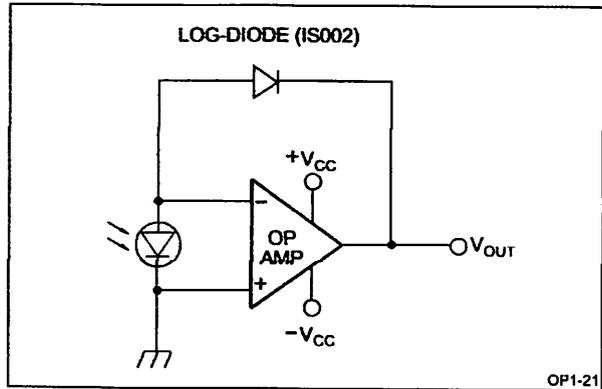 LOG-DIODE (IS002)
+VCC
−
OP
AMP
+
VOUT
−VCC
OP1-21